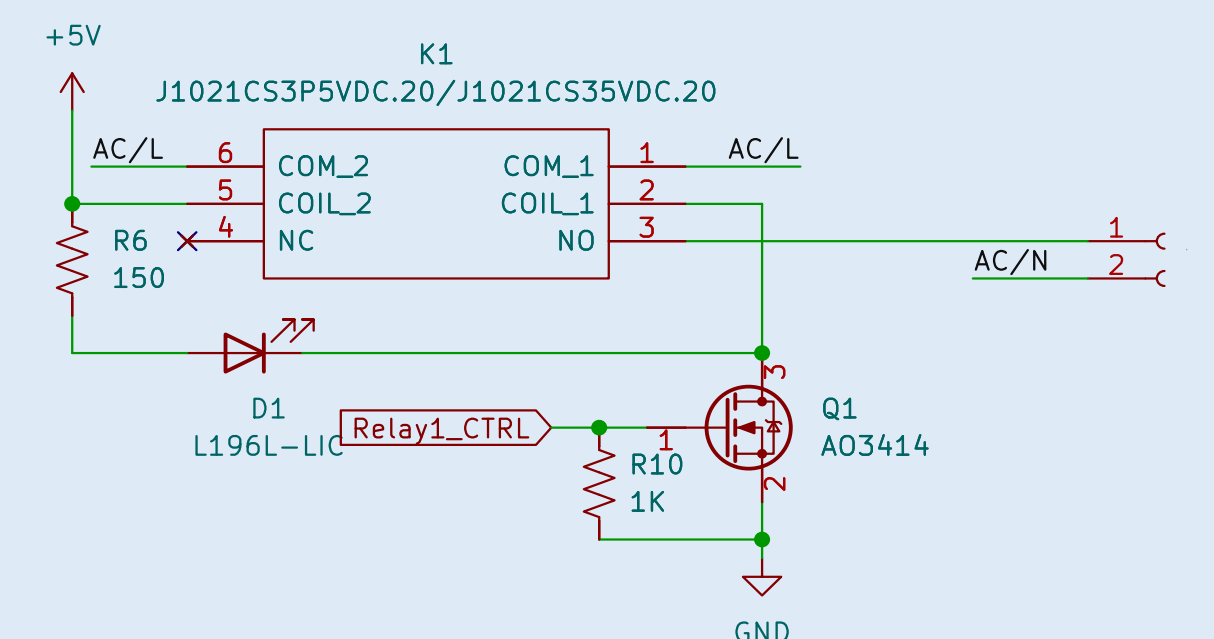 +5V
K1
J1021CS3P5VDC.20/J1021CS35VDC.20
AC/L 6 COM_2 COM_1 1 AC/L
5 COIL_2 COIL_1 2
R6 4 NC NO 3 1
150 AC/N 2
3
D1 Q1
L196L-LIC Relay1_CTRL 1 AO3414
R10
1K 2
GND